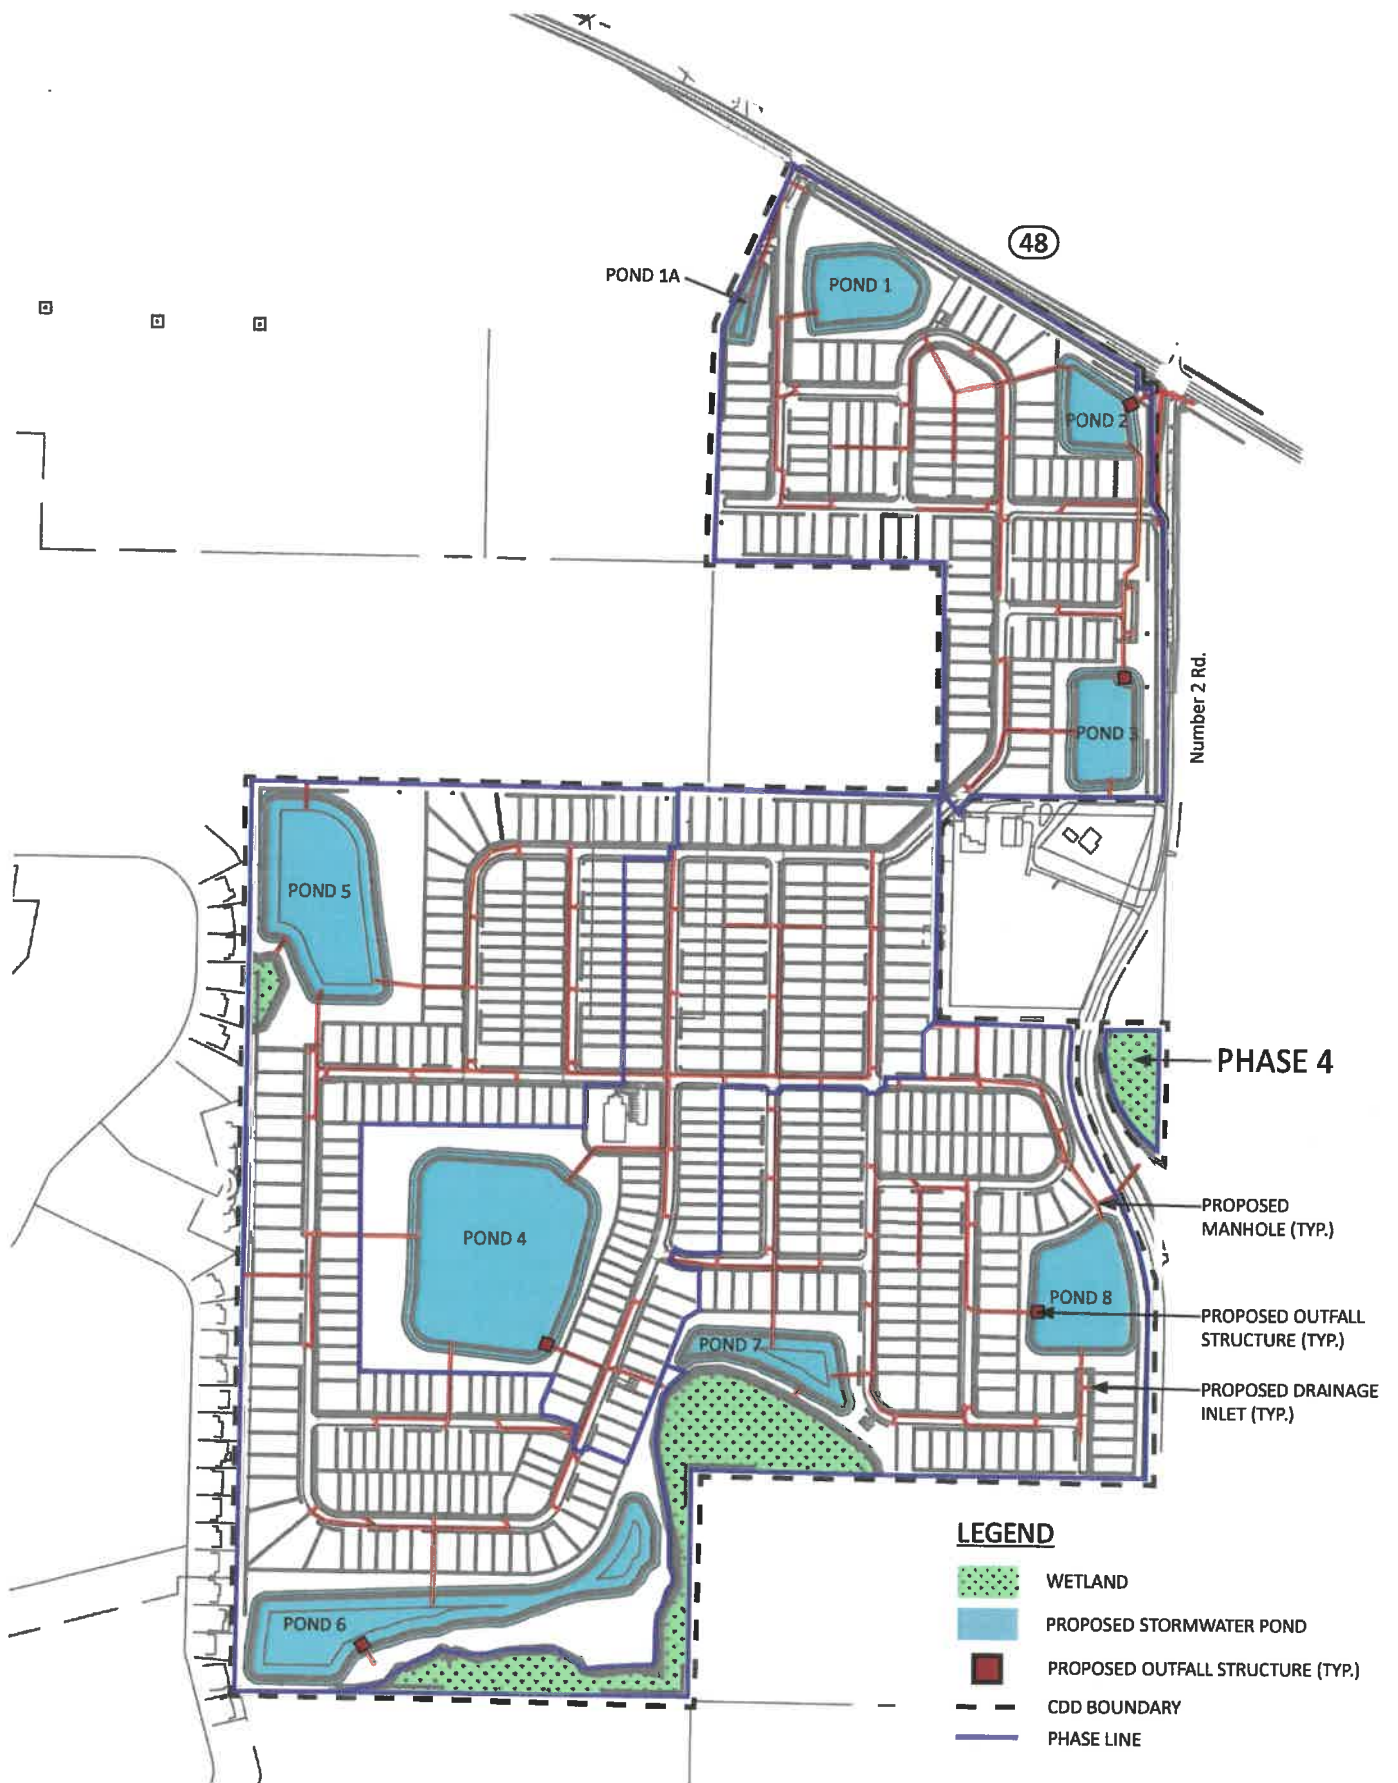 48
POND 1A
POND 1
POND 2
Number 2 Rd.
POND 3
POND 5
PHASE 4
PROPOSED
MANHOLE (TYP.)
POND 4
POND 8
PROPOSED OUTFALL
STRUCTURE (TYP.)
POND 7
PROPOSED DRAINAGE
INLET (TYP.)
POND 6
LEGEND
WETLAND
PROPOSED STORMWATER POND
PROPOSED OUTFALL STRUCTURE (TYP.)
CDD BOUNDARY
PHASE LINE